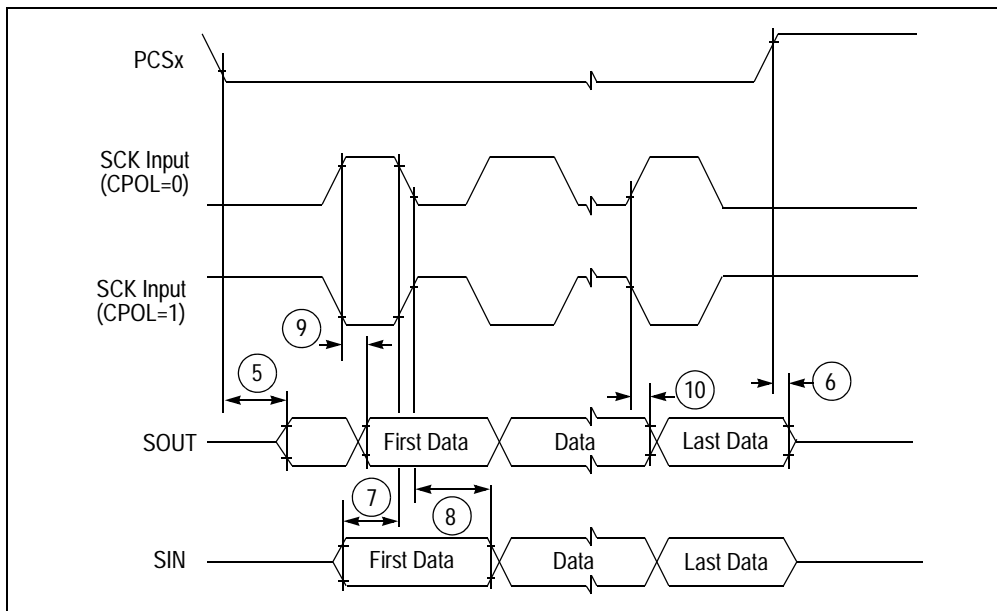 PCSx
SCK Input
(CPOL=0)
SCK Input
(CPOL=1)
9
5
10
6
SOUT
First Data
Data
Last Data
7
8
SIN
First Data
Data
Last Data